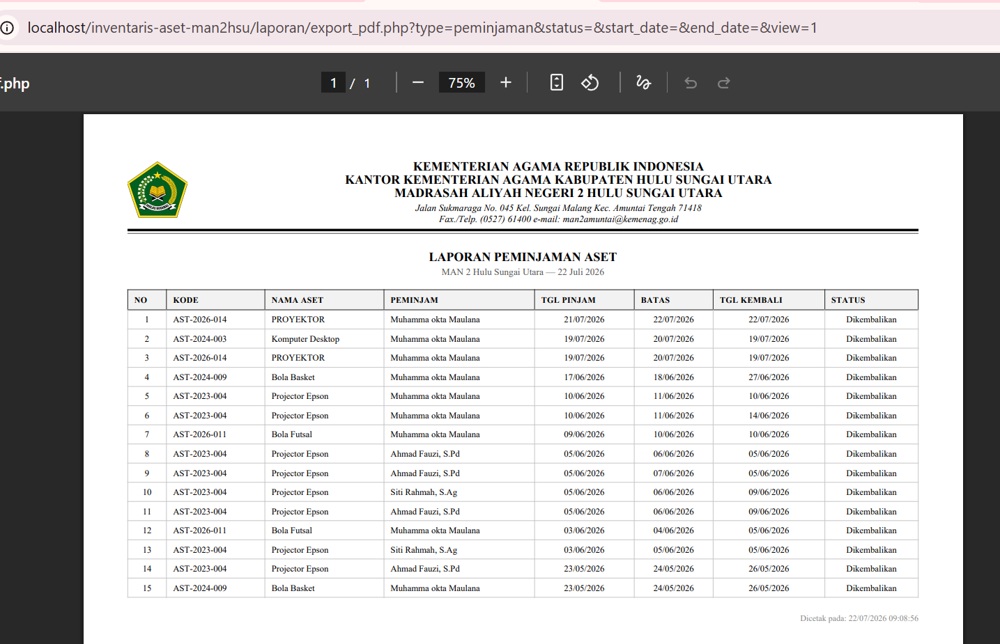 localhost/inventaris-aset-man2hsu/laporan/export_pdf.php?type=peminjaman&status=&start_date=&end_date=&view=1
f.php
1 / 1
75%
KEMENTERIAN AGAMA REPUBLIK INDONESIA
KANTOR KEMENTERIAN AGAMA KABUPATEN HULU SUNGAI UTARA
MADRASAH ALIYAH NEGERI 2 HULU SUNGAI UTARA
Jalan Sukmaraga No. 045 Kel. Sungai Malang Kec. Amuntai Tengah 71418
Fax./Telp. (0527) 61400 e-mail: man2amuntai@kemenag.go.id
LAPORAN PEMINJAMAN ASET
MAN 2 Hulu Sungai Utara — 22 Juli 2026
NO KODE NAMA ASET PEMINJAM TGL PINJAM BATAS TGL KEMBALI STATUS
1 AST-2026-014 PROYEKTOR Muhamma okta Maulana 21/07/2026 22/07/2026 22/07/2026 Dikembalikan
2 AST-2024-003 Komputer Desktop Muhamma okta Maulana 19/07/2026 20/07/2026 19/07/2026 Dikembalikan
3 AST-2026-014 PROYEKTOR Muhamma okta Maulana 19/07/2026 20/07/2026 19/07/2026 Dikembalikan
4 AST-2024-009 Bola Basket Muhamma okta Maulana 17/06/2026 18/06/2026 27/06/2026 Dikembalikan
5 AST-2023-004 Projector Epson Muhamma okta Maulana 10/06/2026 11/06/2026 10/06/2026 Dikembalikan
6 AST-2023-004 Projector Epson Muhamma okta Maulana 10/06/2026 11/06/2026 14/06/2026 Dikembalikan
7 AST-2026-011 Bola Futsal Muhamma okta Maulana 09/06/2026 10/06/2026 10/06/2026 Dikembalikan
8 AST-2023-004 Projector Epson Ahmad Fauzi, S.Pd 05/06/2026 06/06/2026 05/06/2026 Dikembalikan
9 AST-2023-004 Projector Epson Ahmad Fauzi, S.Pd 05/06/2026 07/06/2026 05/06/2026 Dikembalikan
10 AST-2023-004 Projector Epson Siti Rahmah, S.Ag 05/06/2026 06/06/2026 09/06/2026 Dikembalikan
11 AST-2023-004 Projector Epson Ahmad Fauzi, S.Pd 05/06/2026 06/06/2026 09/06/2026 Dikembalikan
12 AST-2026-011 Bola Futsal Muhamma okta Maulana 03/06/2026 04/06/2026 05/06/2026 Dikembalikan
13 AST-2023-004 Projector Epson Siti Rahmah, S.Ag 03/06/2026 05/06/2026 05/06/2026 Dikembalikan
14 AST-2023-004 Projector Epson Ahmad Fauzi, S.Pd 23/05/2026 24/05/2026 26/05/2026 Dikembalikan
15 AST-2024-009 Bola Basket Muhamma okta Maulana 23/05/2026 24/05/2026 26/05/2026 Dikembalikan
Dicetak pada: 22/07/2026 09:08:56